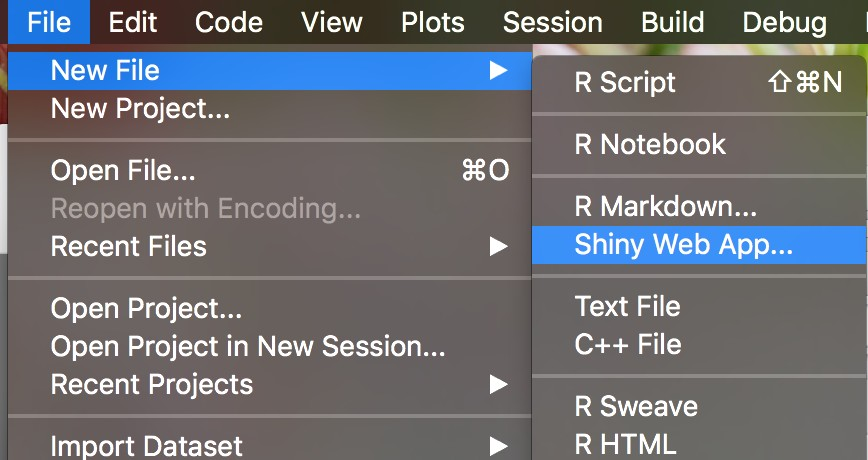 File Edit Code View Plots Session Build Debug
New File ▶
New Project...
Open File... ⌘O
Reopen with Encoding...
Recent Files ▶
Open Project...
Open Project in New Session...
Recent Projects ▶
Import Dataset ▶
R Script ⇧⌘N
R Notebook
R Markdown...
Shiny Web App...
Text File
C++ File
R Sweave
R HTML